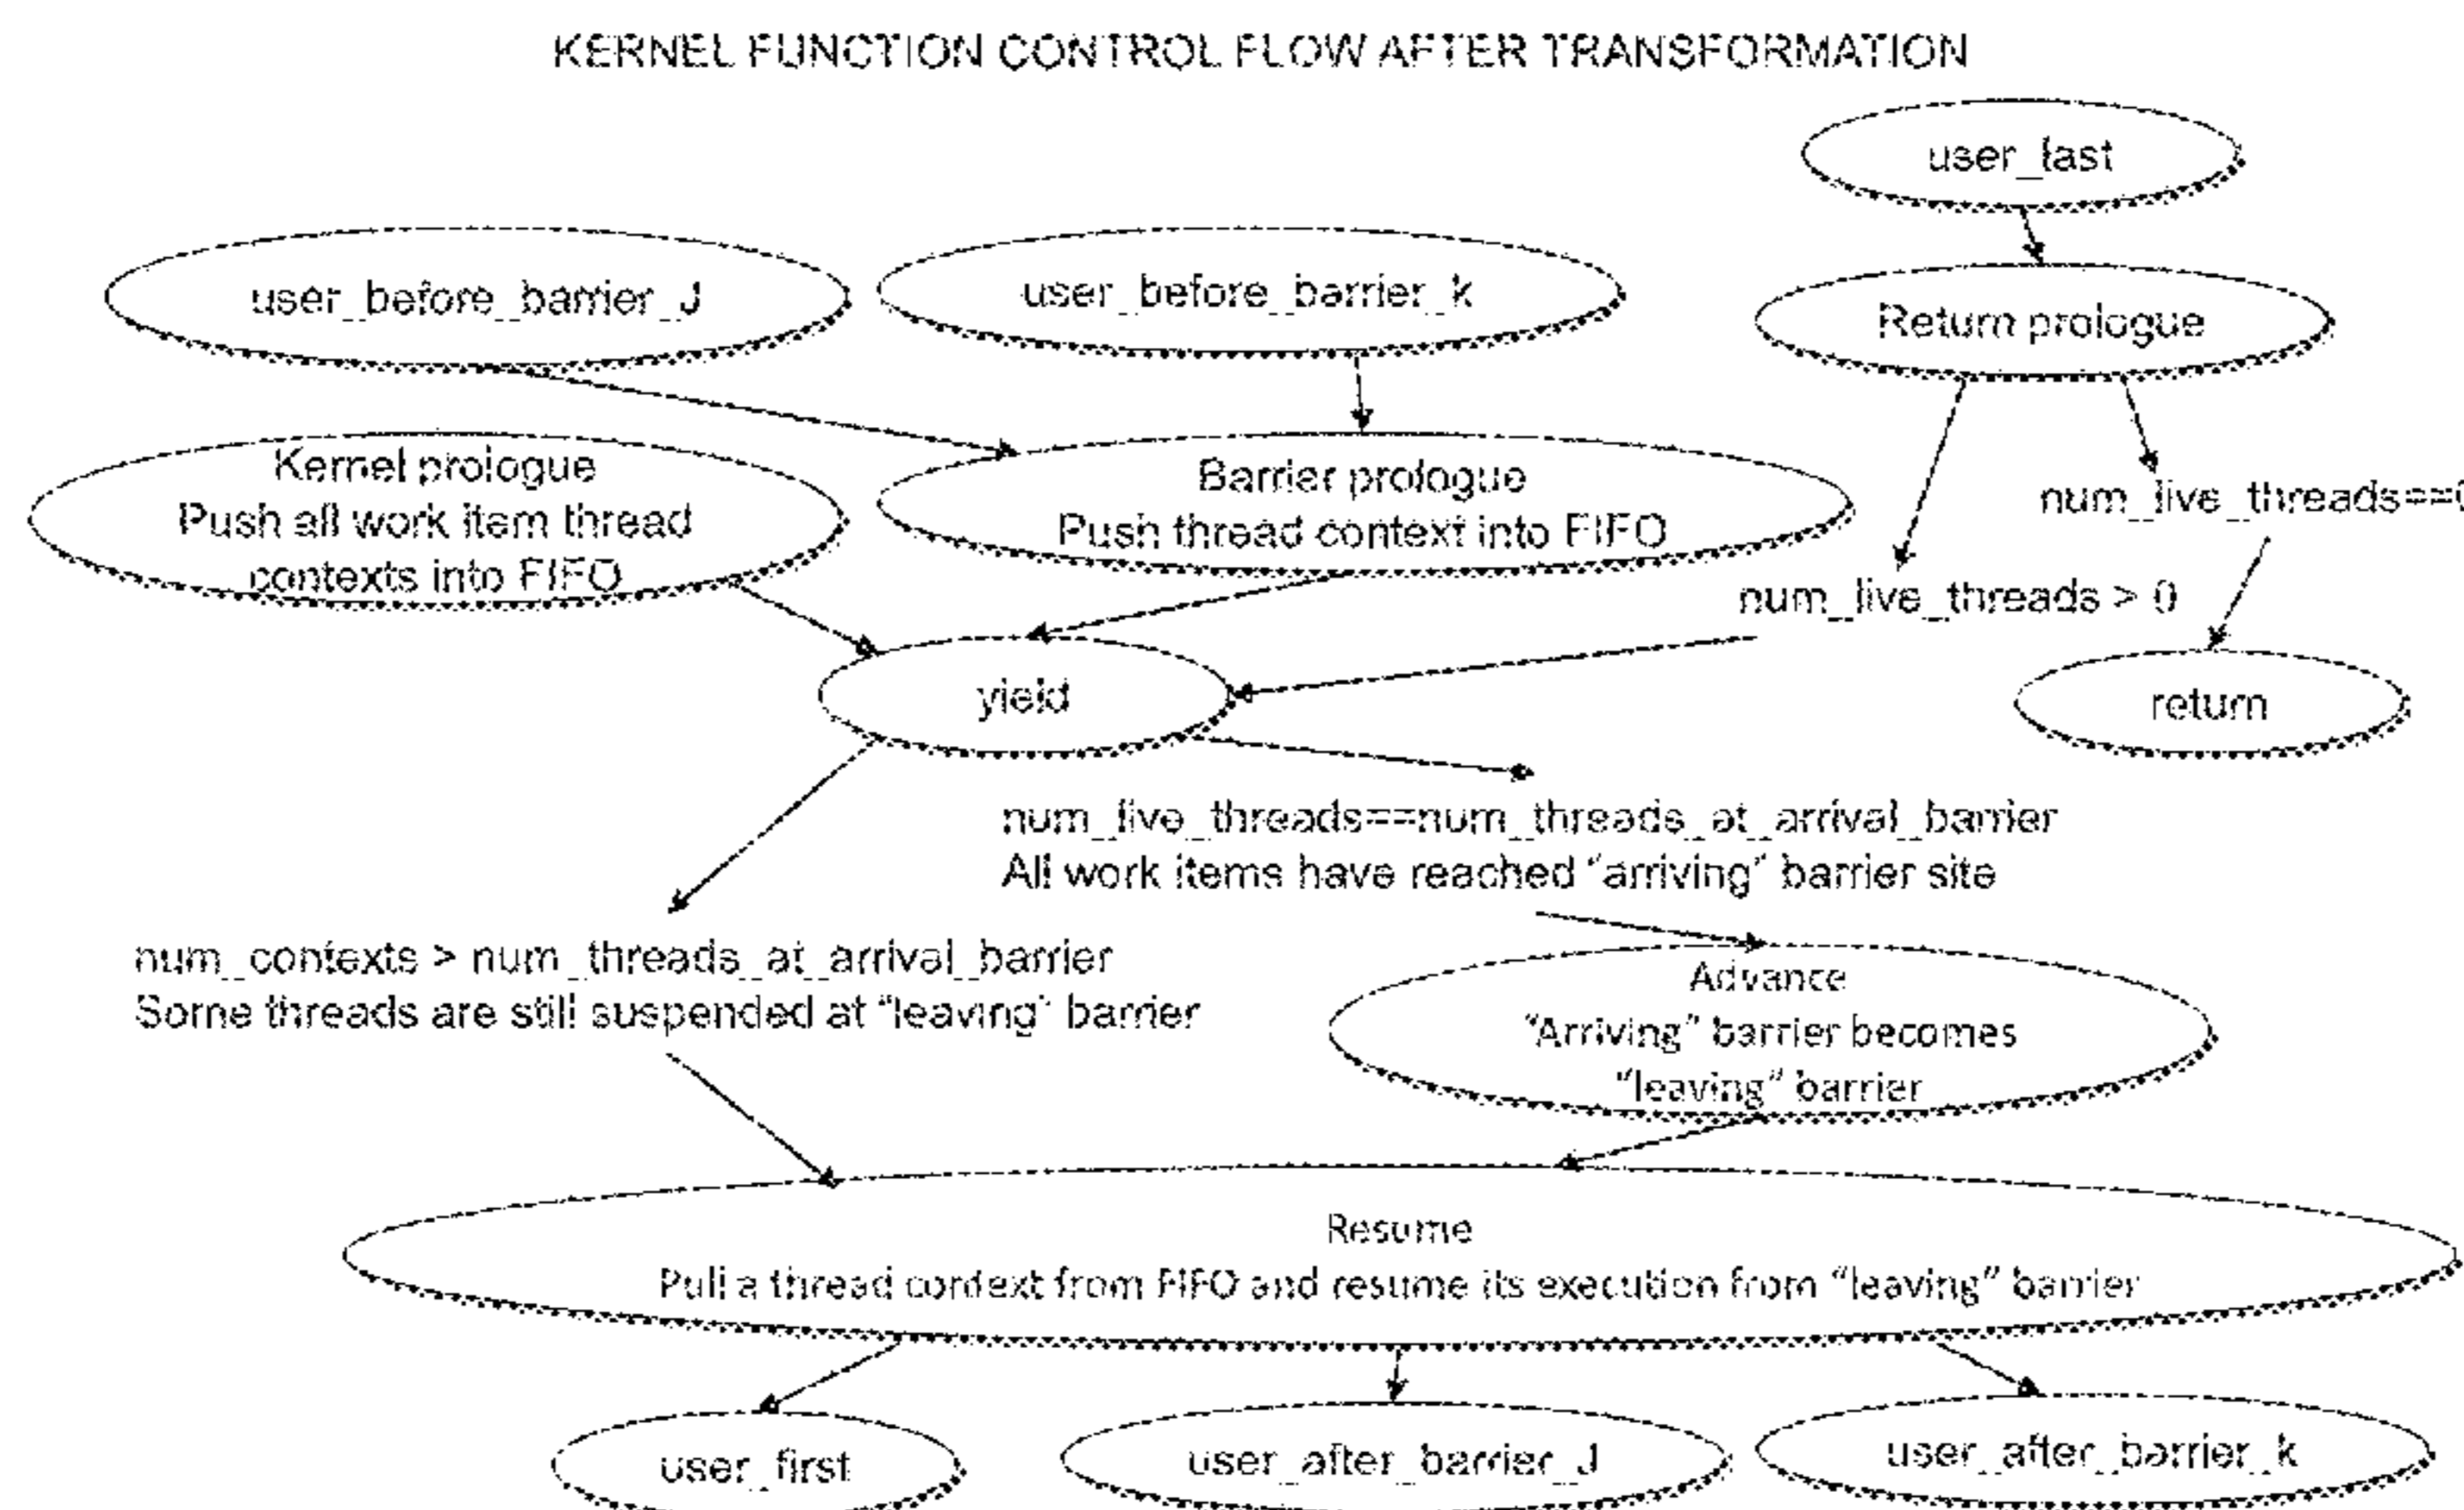 KERNEL FUNCTION CONTROL FLOW AFTER TRANSFORMATION
user_last
user_before_barrier_J
user_before_barrier_k
Return prologue
Kernel prologue
Push all work item thread
contexts into FIFO
Barrier prologue
Push thread context into FIFO
num_live_threads==0
num_live_threads > 0
yield
return
num_live_threads==num_threads_at_arrival_barrier
All work items have reached "arriving" barrier site
num_contexts > num_threads_at_arrival_barrier
Some threads are still suspended at "leaving" barrier
Advance
"Arriving" barrier becomes
"leaving" barrier
Resume
Pull a thread context from FIFO and resume its execution from "leaving" barrier
user_first
user_after_barrier_J
user_after_barrier_k